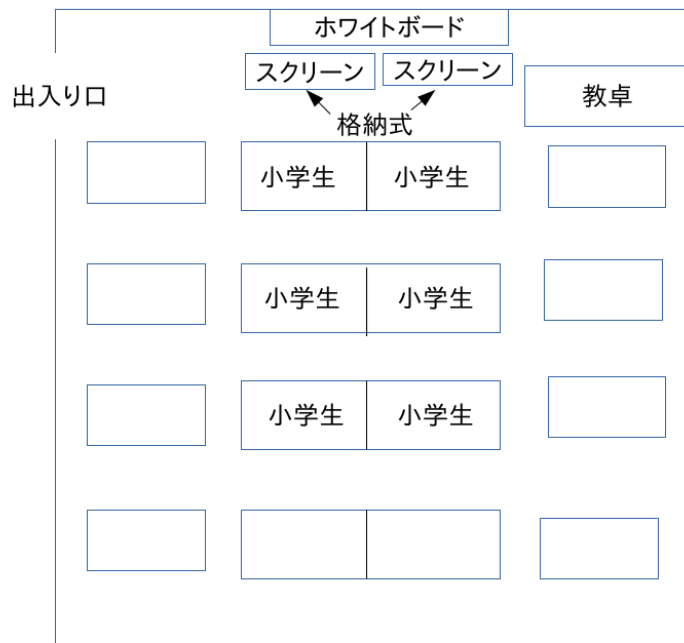 ホワイトボード
スクリーン スクリーン
出入り口
教卓
格納式
小学生 小学生
小学生 小学生
小学生 小学生